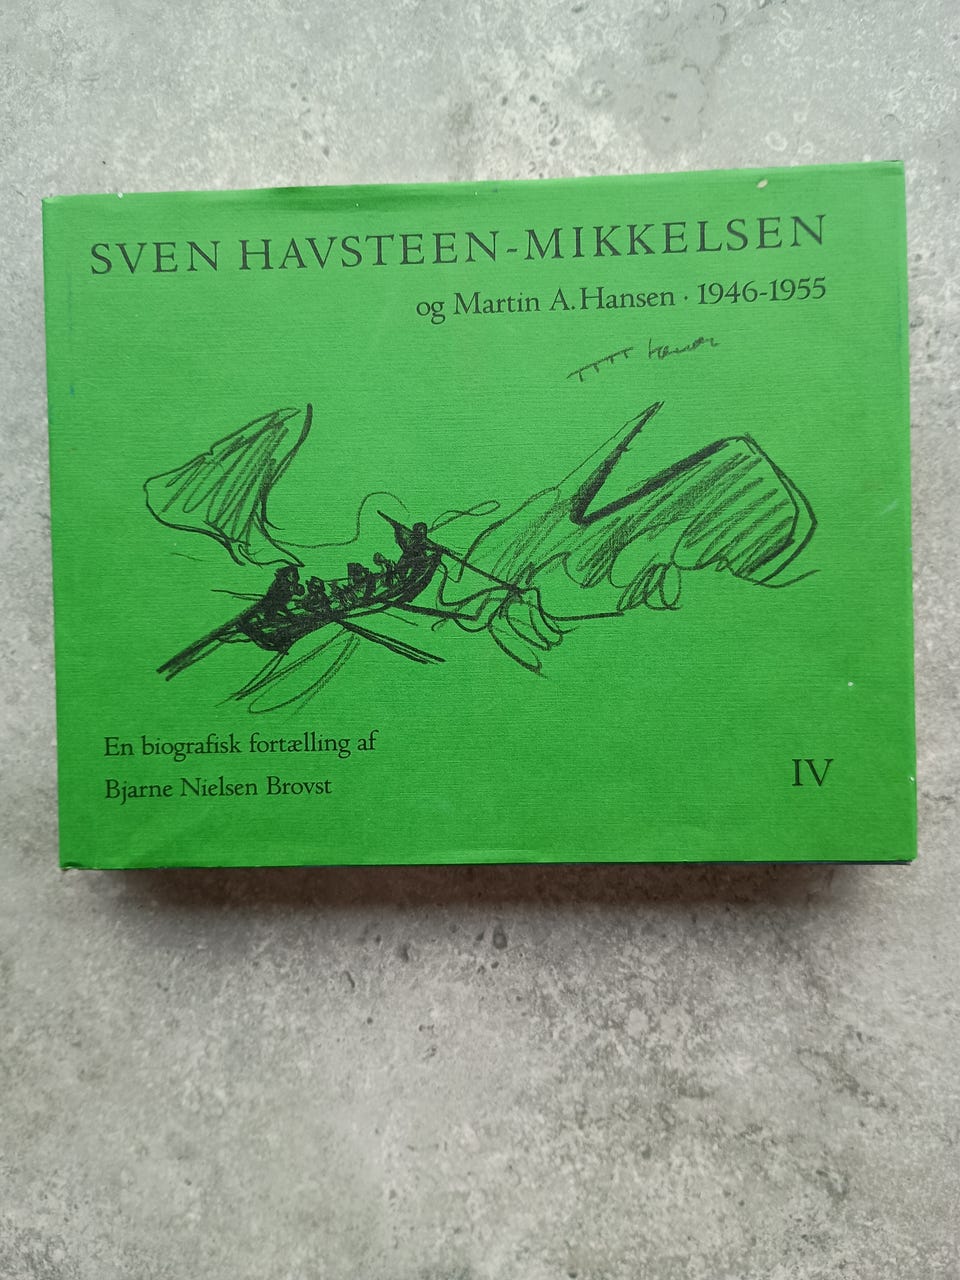 SVEN HAVSTEEN-MIKKELSEN
og Martin A. Hansen · 1946-1955
En biografisk fortælling af
Bjarne Nielsen Brovst
IV